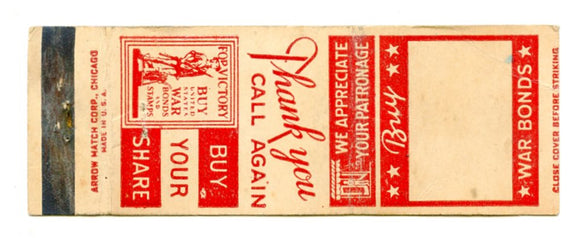 ARROW MATCH CORP., CHICAGO
MADE IN U.S.A.
FOR VICTORY
BUY
UNITED
STATES
WAR
BONDS
AND
STAMPS
BUY
YOUR
SHARE
Thank you
CALL AGAIN
WE APPRECIATE
YOUR PATRONAGE
Buy
WAR BONDS
CLOSE COVER BEFORE STRIKING